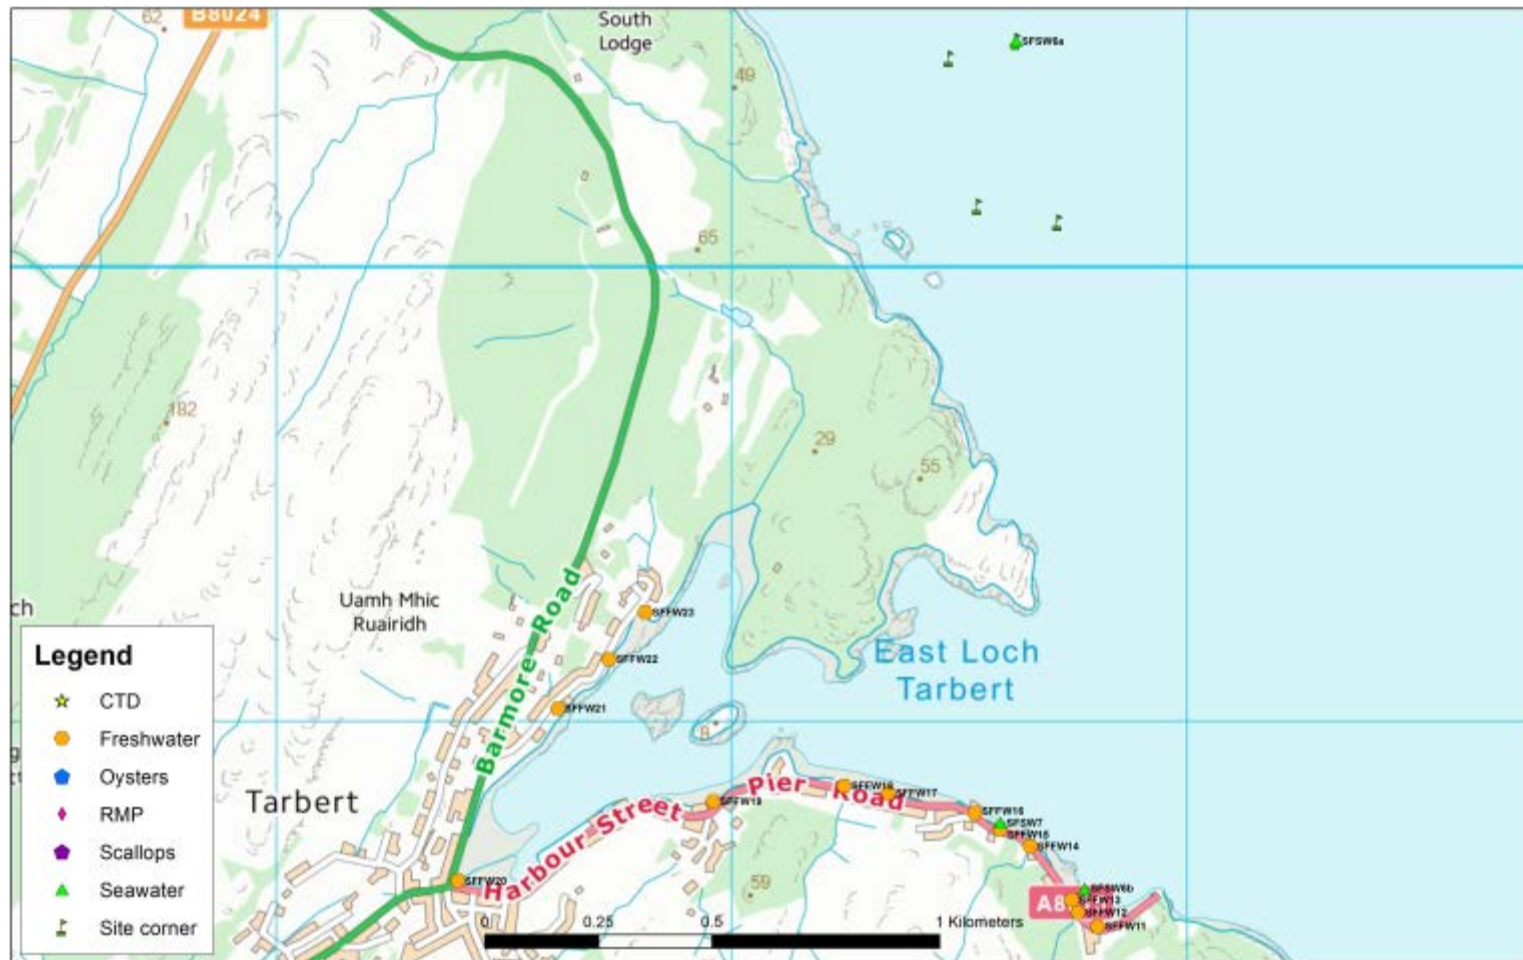 B8024
62
South
Lodge
SFSW6a
49
65
182
29
55
ch
Uamh Mhic
Ruairidh
Barmore Road
SFFW23
SFFW22
SFFW21
East Loch
Tarbert
8
Legend
CTD
Freshwater
Oysters
RMP
Scallops
Seawater
Site corner
Tarbert
Harbour Street
Pier Road
SFFW18
SFFW17
SFFW19
SFFW16
SFSW7
SFFW15
SFFW14
SFFW20
59
SFSW6b
A8
SFFW13
SFFW12
SFFW11
0 0.25 0.5 1 Kilometers